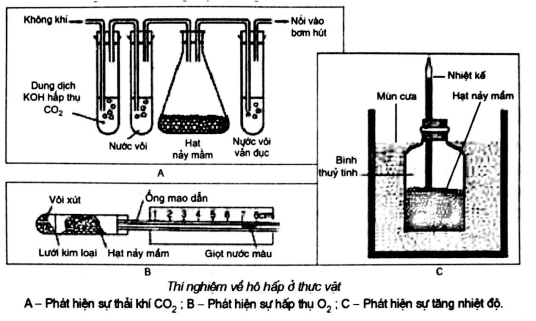 Không khí
Nối vào
bơm hút
Dung dịch
KOH hấp thụ
CO2
Nước vôi
Hạt
nảy mầm
Nước vôi
vẩn đục
A
Nhiệt kế
Mùn cưa
Hạt nảy mầm
Bình
thuỷ tinh
C
Vôi xút
Ống mao dẫn
1 2 3 4 5 6 7 8cm
Lưới kim loại
Hạt nảy mầm
Giọt nước màu
B
Thí nghiệm về hô hấp ở thực vật
A – Phát hiện sự thải khí CO2 ; B – Phát hiện sự hấp thụ O2 ; C – Phát hiện sự tăng nhiệt độ.